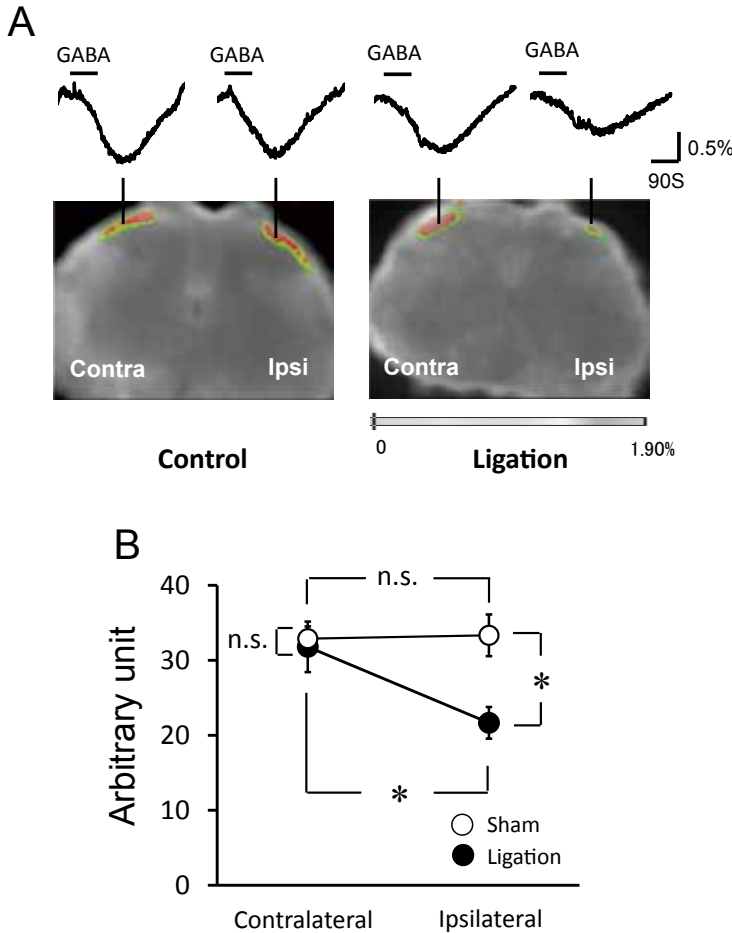 A
GABA GABA GABA GABA
0.5%
90S
Contra Ipsi Contra Ipsi
0 1.90%
Control Ligation
B
Arbitrary unit
40
30
20
10
0
n.s.
n.s.
*
*
Sham
Ligation
Contralateral Ipsilateral